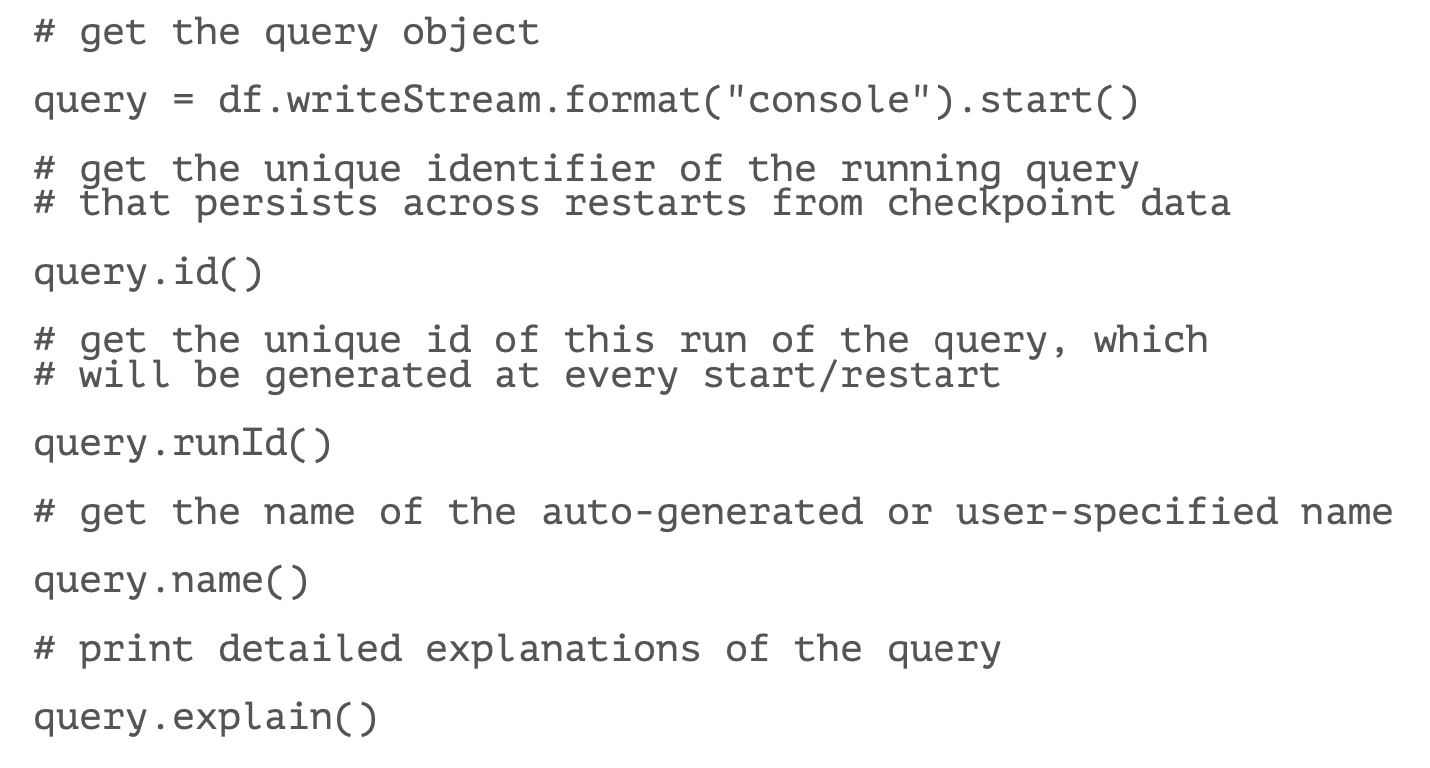 # get the query object
query = df.writeStream.format("console").start()
# get the unique identifier of the running query
# that persists across restarts from checkpoint data
query.id()
# get the unique id of this run of the query, which
# will be generated at every start/restart
query.runId()
# get the name of the auto-generated or user-specified name
query.name()
# print detailed explanations of the query
query.explain()